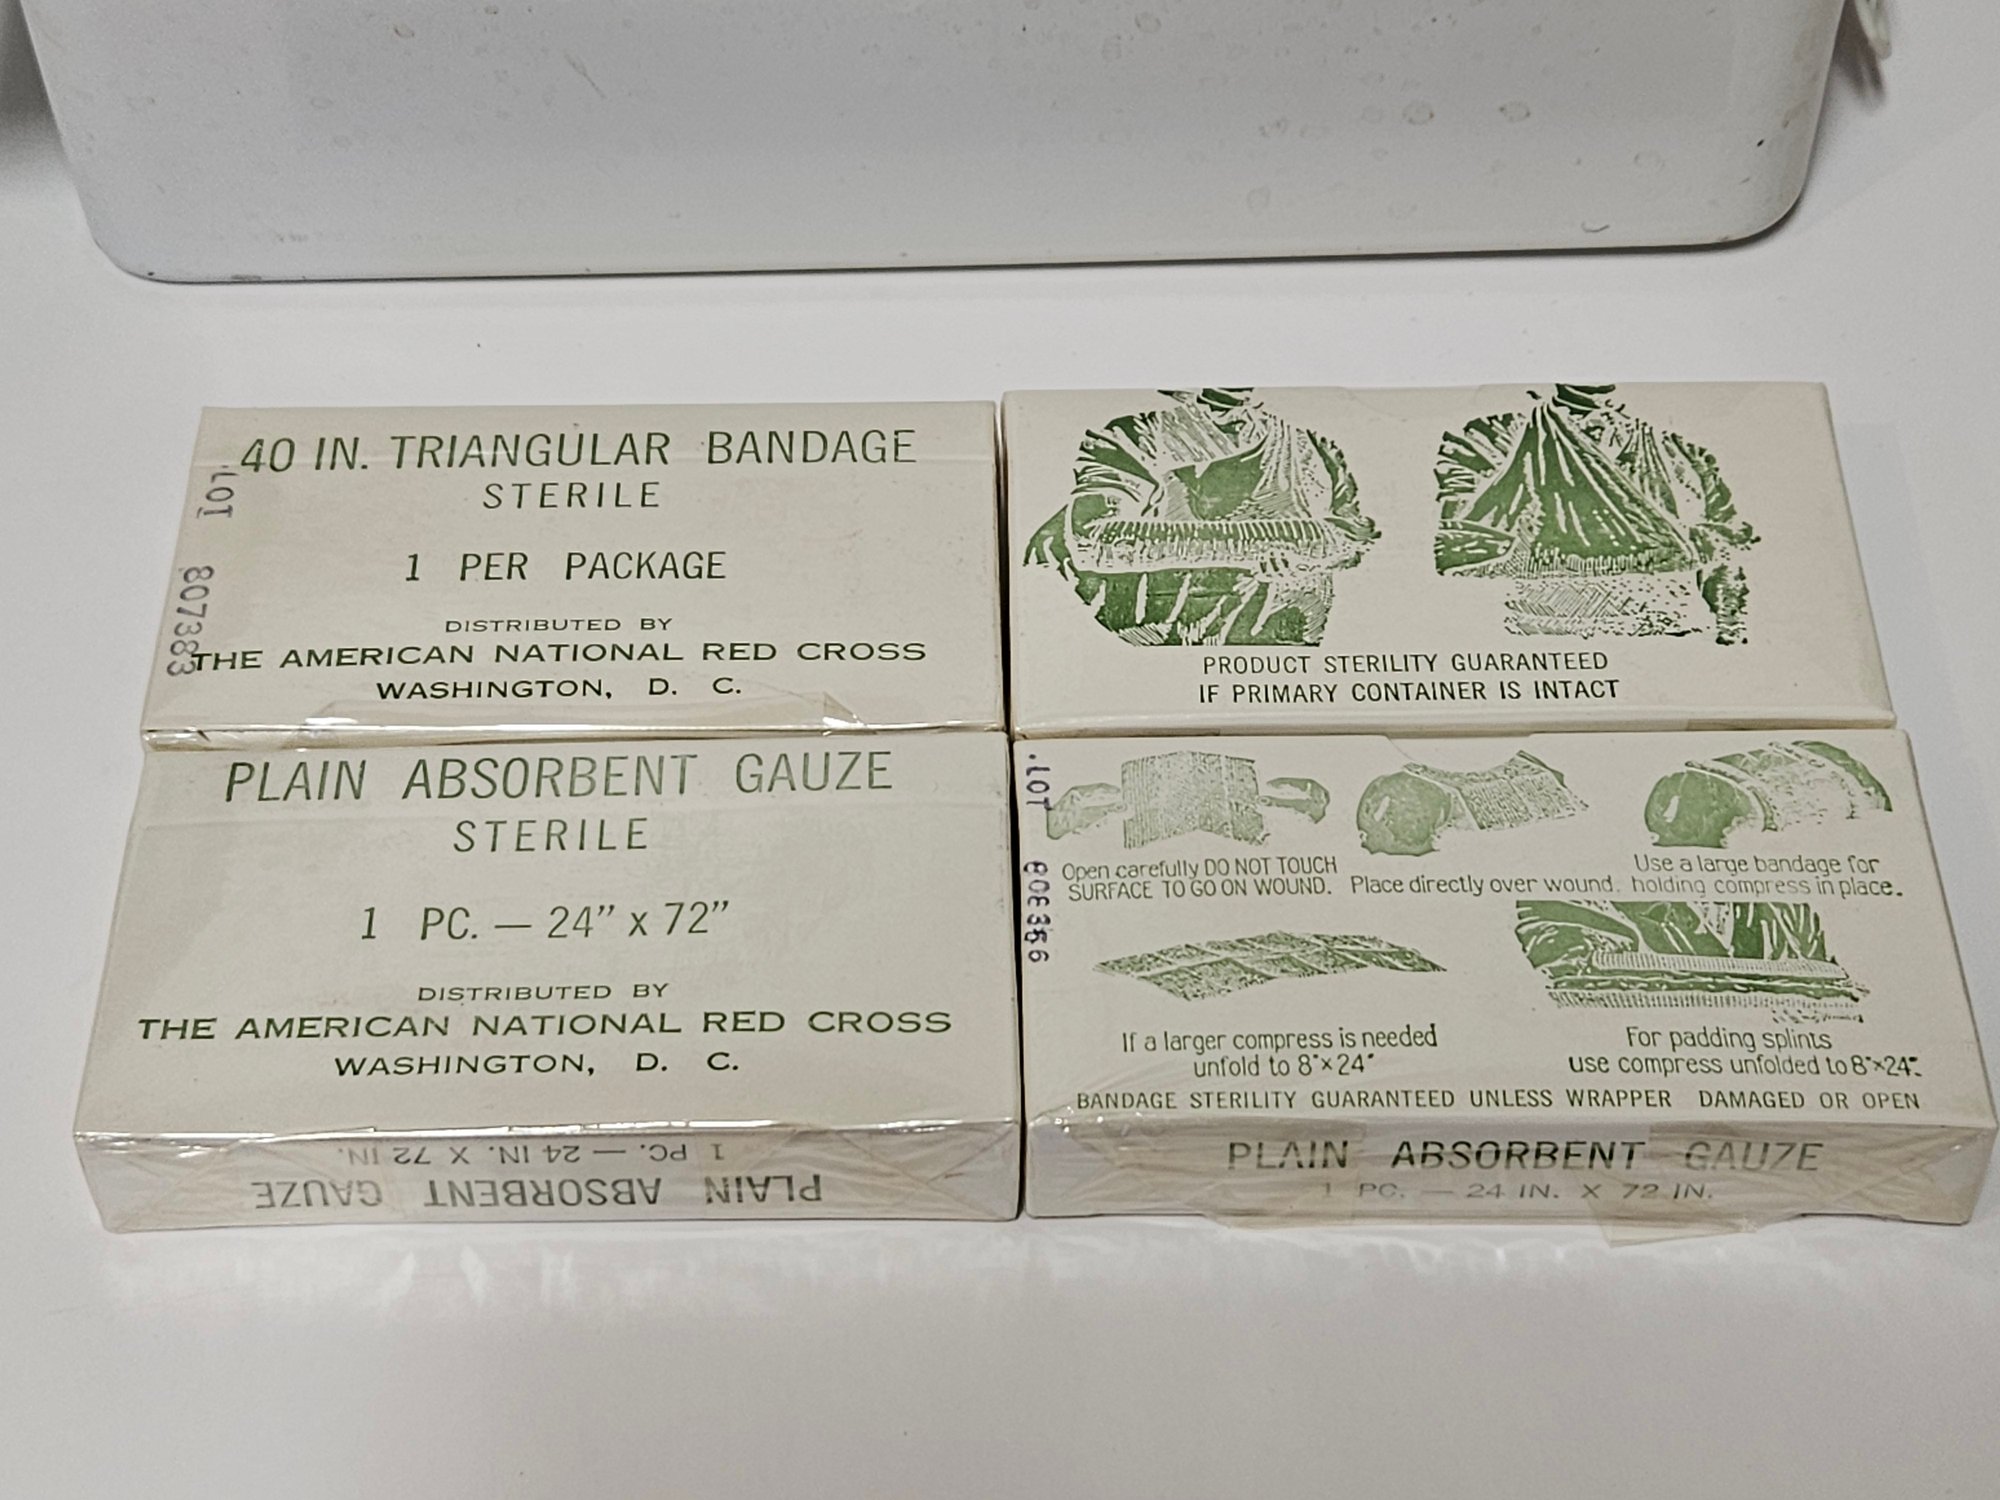 40 IN. TRIANGULAR BANDAGE
STERILE
1 PER PACKAGE
DISTRIBUTED BY
THE AMERICAN NATIONAL RED CROSS
WASHINGTON, D. C.
LOT 807383
PRODUCT STERILITY GUARANTEED
IF PRIMARY CONTAINER IS INTACT
PLAIN ABSORBENT GAUZE
STERILE
1 PC. — 24" x 72"
DISTRIBUTED BY
THE AMERICAN NATIONAL RED CROSS
WASHINGTON, D. C.
PLAIN ABSORBENT GAUZE
1 PC. — 24 IN. X 72 IN.
LOT
Open carefully DO NOT TOUCH
SURFACE TO GO ON WOUND.
Place directly over wound.
Use a large bandage for
holding compress in place.
If a larger compress is needed
unfold to 8"x24"
For padding splints
use compress unfolded to 8"x24".
BANDAGE STERILITY GUARANTEED UNLESS WRAPPER DAMAGED OR OPEN
PLAIN ABSORBENT GAUZE
1 PC. — 24 IN. X 72 IN.